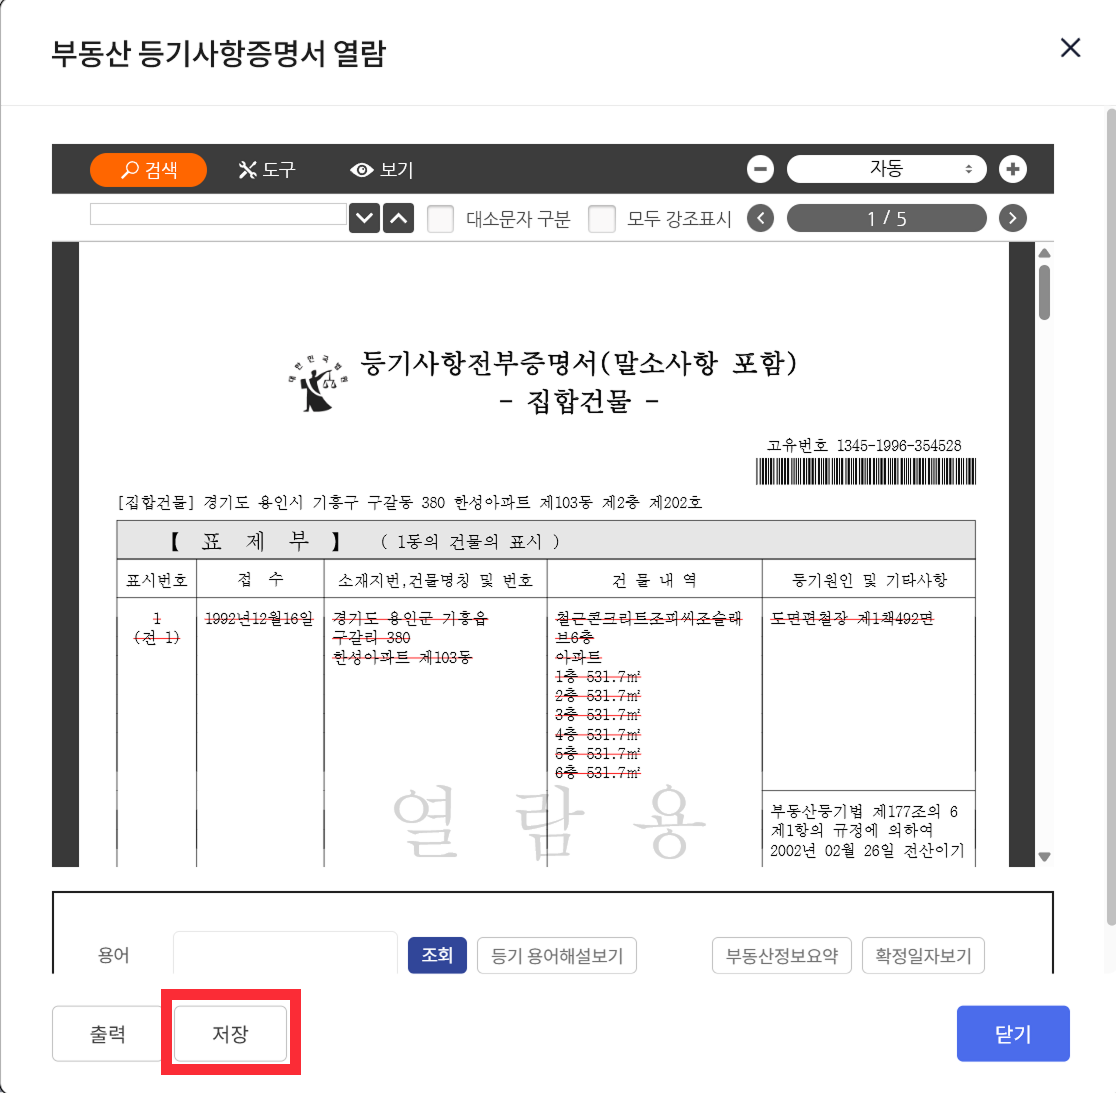 부동산 등기사항증명서 열람
검색 도구 보기 자동
대소문자 구분 모두 강조표시 1 / 5
대한민국법원
등기사항전부증명서(말소사항 포함)
- 집합건물 -
고유번호 1345-1996-354528
[집합건물] 경기도 용인시 기흥구 구갈동 380 한성아파트 제103동 제2층 제202호
【 표 제 부 】 ( 1동의 건물의 표시 )
표시번호 접 수 소재지번,건물명칭 및 번호 건 물 내 역 등기원인 및 기타사항
1 1992년12월16일 경기도 용인군 기흥읍 철근콘크리트조피씨조슬래 도면편철장 제1책492면
(전 1) 구갈리 380 브6층
한성아파트 제103동 아파트
1층 531.7㎡
2층 531.7㎡
3층 531.7㎡
4층 531.7㎡
5층 531.7㎡
6층 531.7㎡
열 람 용
부동산등기법 제177조의 6
제1항의 규정에 의하여
2002년 02월 26일 전산이기
용어 조회 등기 용어해설보기 부동산정보요약 확정일자보기
출력 저장 닫기